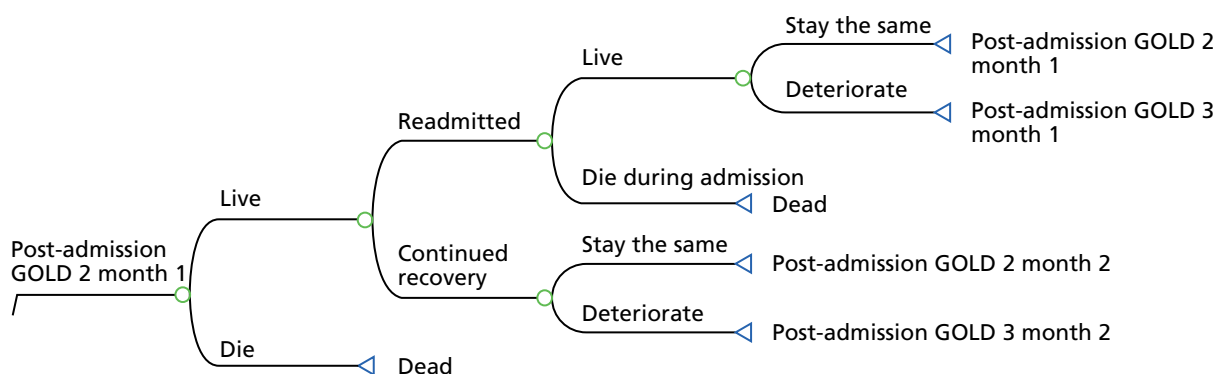 Stay the same
Post-admission GOLD 2
month 1
Live
Deteriorate
Post-admission GOLD 3
month 1
Readmitted
Die during admission
Dead
Live
Post-admission
GOLD 2 month 1
Continued
recovery
Stay the same
Post-admission GOLD 2 month 2
Deteriorate
Post-admission GOLD 3 month 2
Die
Dead